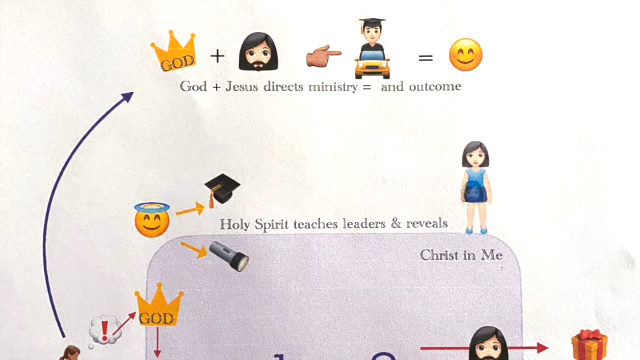 GOD + =
God + Jesus directs ministry = and outcome
Holy Spirit teaches leaders & reveals
Christ in Me
GOD